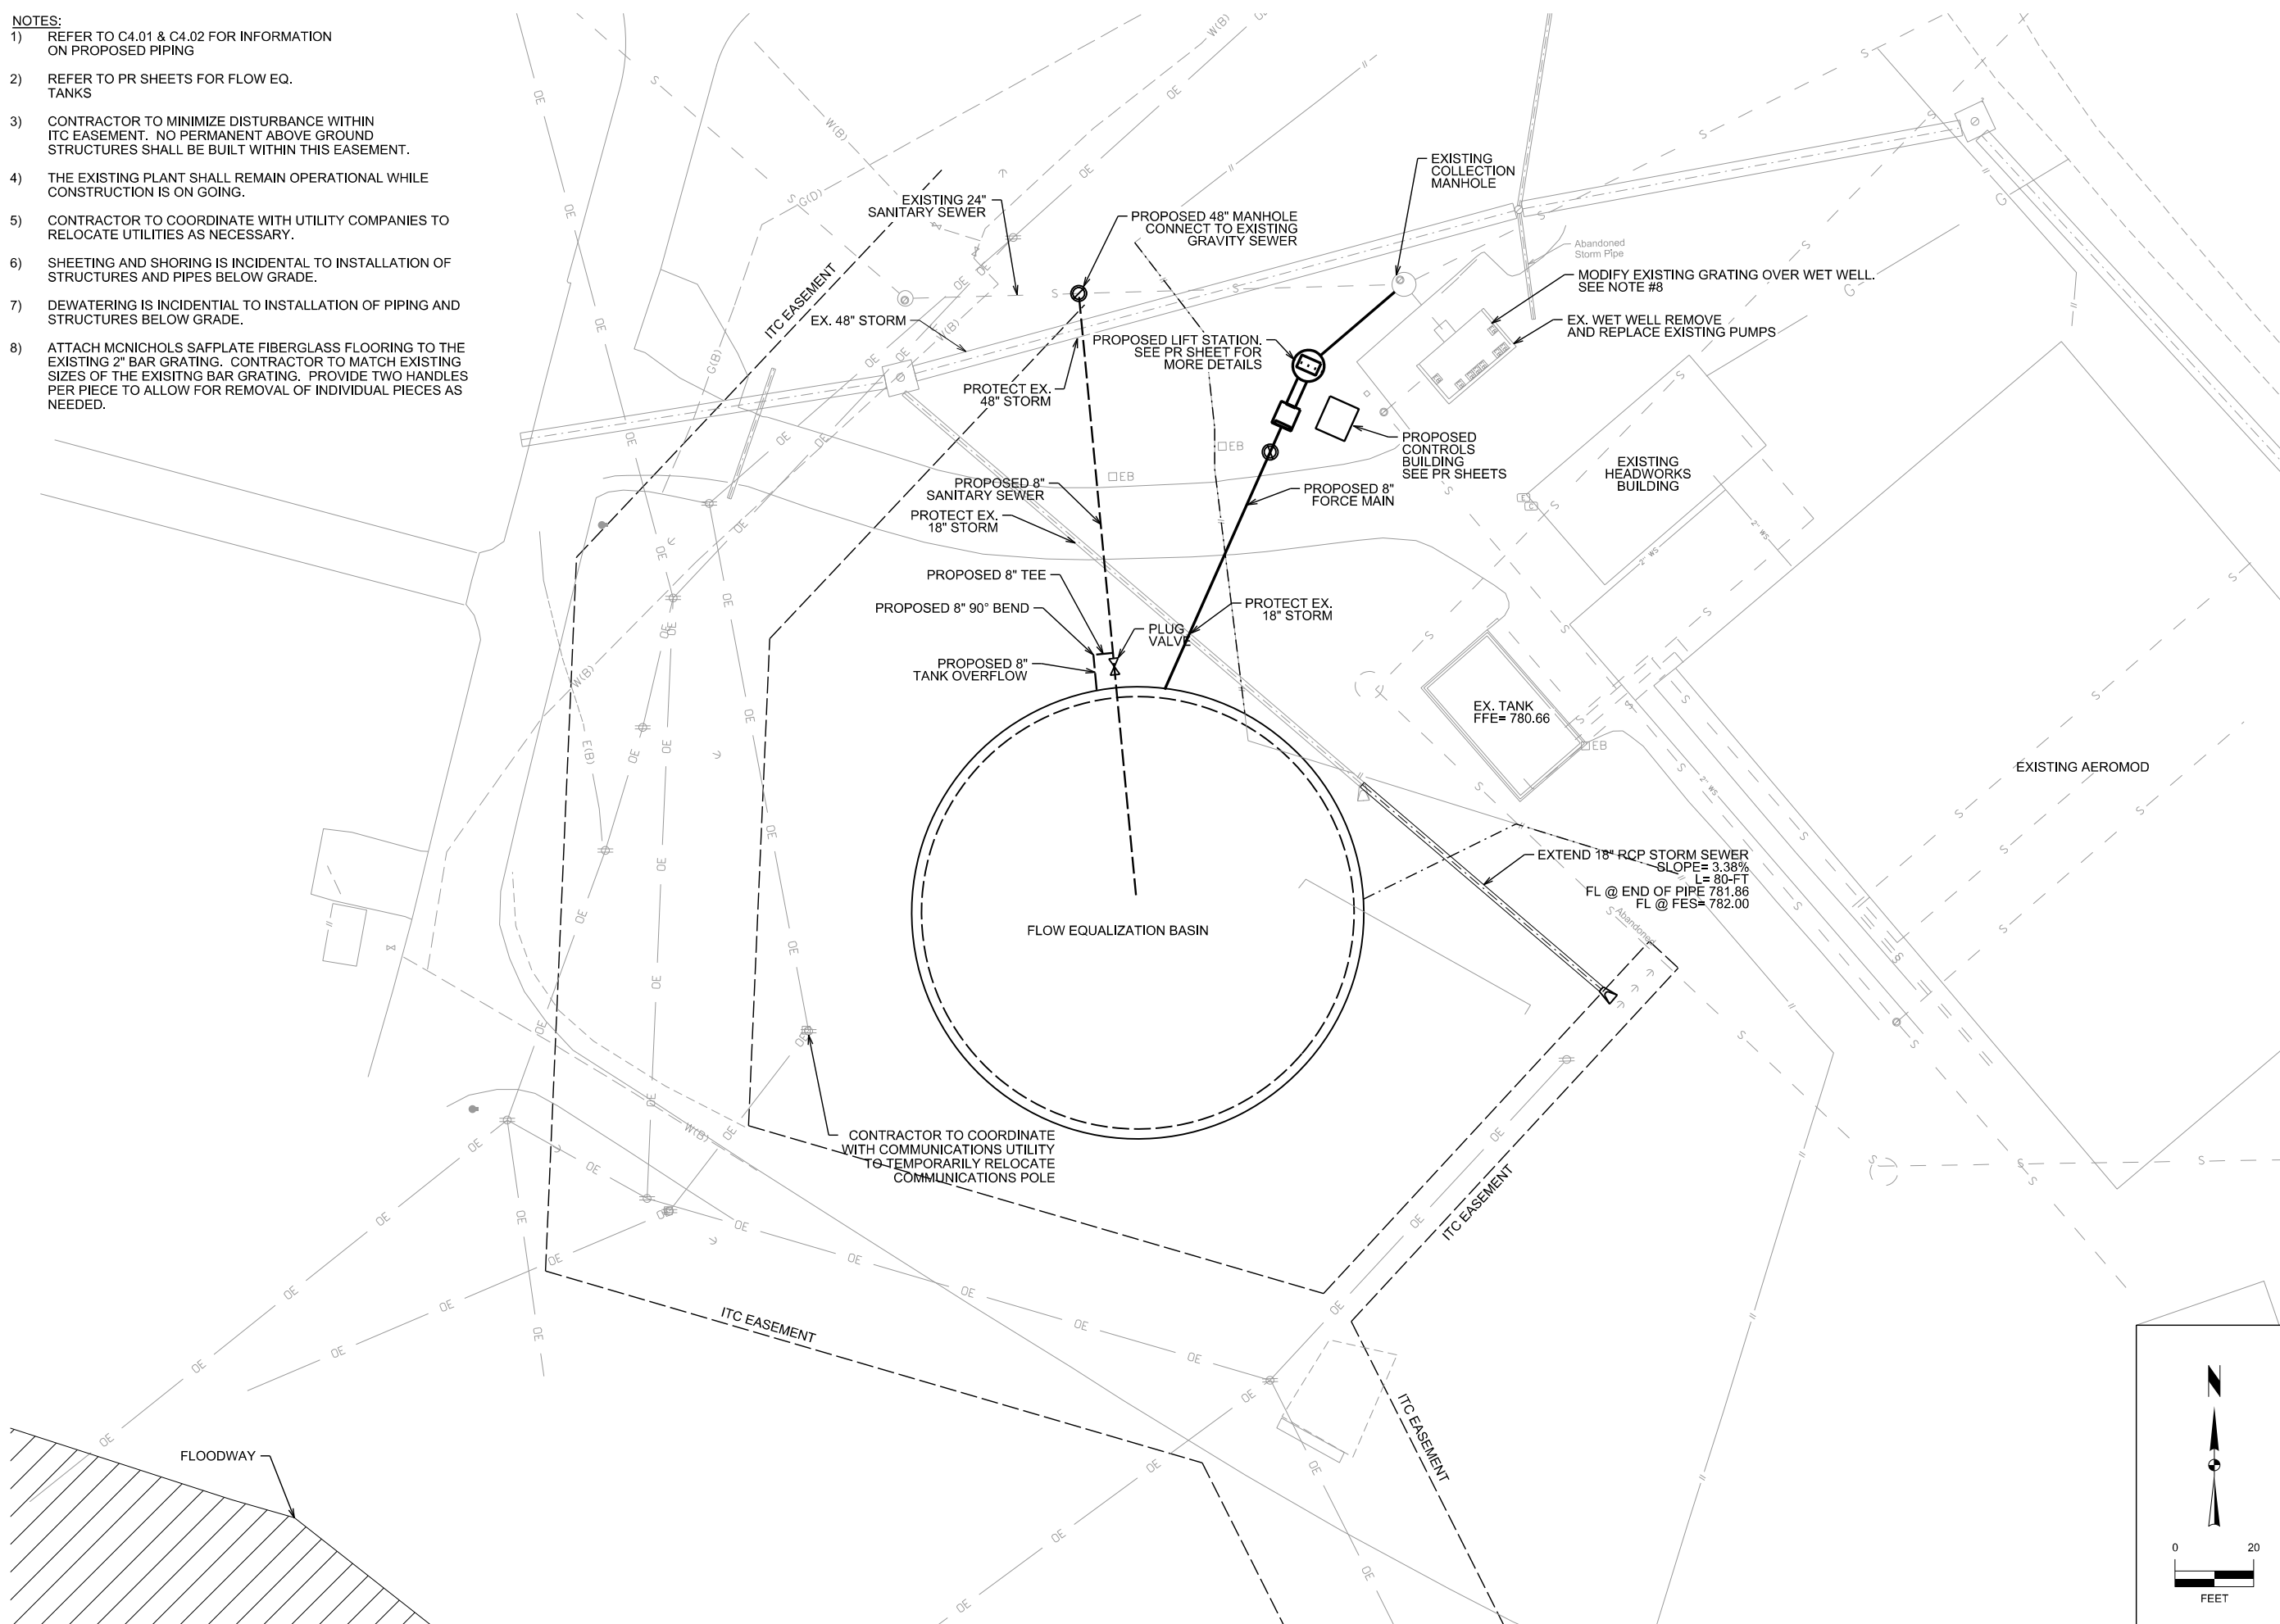 NOTES:
1) REFER TO C4.01 & C4.02 FOR INFORMATION
ON PROPOSED PIPING
2) REFER TO PR SHEETS FOR FLOW EQ.
TANKS
3) CONTRACTOR TO MINIMIZE DISTURBANCE WITHIN
ITC EASEMENT. NO PERMANENT ABOVE GROUND
STRUCTURES SHALL BE BUILT WITHIN THIS EASEMENT.
4) THE EXISTING PLANT SHALL REMAIN OPERATIONAL WHILE
CONSTRUCTION IS ON GOING.
5) CONTRACTOR TO COORDINATE WITH UTILITY COMPANIES TO
RELOCATE UTILITIES AS NECESSARY.
6) SHEETING AND SHORING IS INCIDENTAL TO INSTALLATION OF
STRUCTURES AND PIPES BELOW GRADE.
7) DEWATERING IS INCIDENTIAL TO INSTALLATION OF PIPING AND
STRUCTURES BELOW GRADE.
8) ATTACH MCNICHOLS SAFPLATE FIBERGLASS FLOORING TO THE
EXISTING 2" BAR GRATING. CONTRACTOR TO MATCH EXISTING
SIZES OF THE EXISITNG BAR GRATING. PROVIDE TWO HANDLES
PER PIECE TO ALLOW FOR REMOVAL OF INDIVIDUAL PIECES AS
NEEDED.
EXISTING
COLLECTION
MANHOLE
EXISTING 24"
SANITARY SEWER
PROPOSED 48" MANHOLE
CONNECT TO EXISTING
GRAVITY SEWER
Abandoned
Storm Pipe
MODIFY EXISTING GRATING OVER WET WELL.
SEE NOTE #8
ITC EASEMENT
EX. 48" STORM
EX. WET WELL REMOVE
AND REPLACE EXISTING PUMPS
PROPOSED LIFT STATION.
SEE PR SHEET FOR
MORE DETAILS
PROTECT EX.
48" STORM
PROPOSED
CONTROLS
BUILDING
SEE PR SHEETS
EXISTING
HEADWORKS
BUILDING
EB
EB
PROPOSED 8"
SANITARY SEWER
PROPOSED 8"
FORCE MAIN
PROTECT EX.
18" STORM
2" WS
2" WS
PROPOSED 8" TEE
PROPOSED 8" 90° BEND
PROTECT EX.
18" STORM
PLUG
VALVE
PROPOSED 8"
TANK OVERFLOW
EX. TANK
FFE= 780.66
EB
2" WS
EXISTING AEROMOD
EXTEND 18" RCP STORM SEWER
SLOPE= 3.38%
L= 80-FT
FL @ END OF PIPE 781.86
FL @ FES= 782.00
Abandoned
FLOW EQUALIZATION BASIN
CONTRACTOR TO COORDINATE
WITH COMMUNICATIONS UTILITY
TO TEMPORARILY RELOCATE
COMMUNICATIONS POLE
ITC EASEMENT
ITC EASEMENT
ITC EASEMENT
FLOODWAY
W(B)
W(B)
G(D)
W(B)
G(B)
W(B)
E(B)
W(B)
N
0 20
FEET